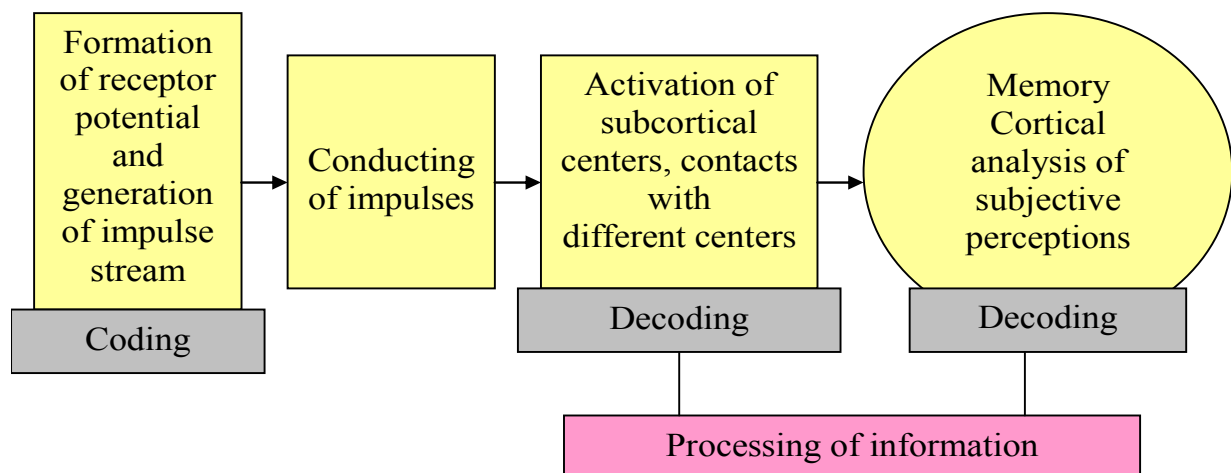 Formation
of receptor
potential
and
generation
of impulse
stream
Coding
Conducting
of impulses
Activation of
subcortical
centers, contacts
with
different centers
Decoding
Memory
Cortical
analysis of
subjective
perceptions
Decoding
Processing of information